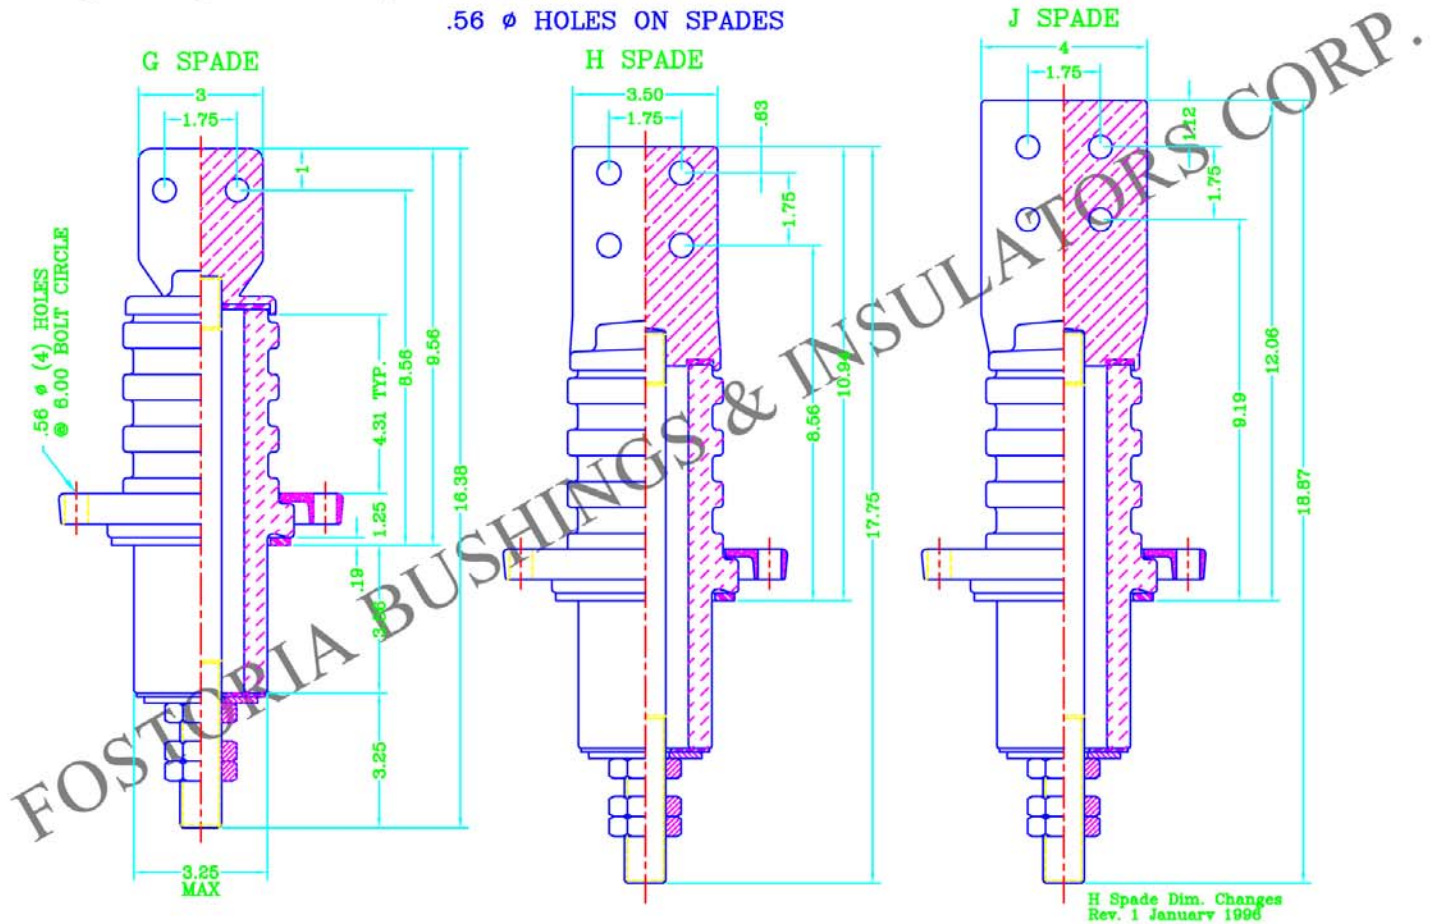 .56 ø HOLES ON SPADES
G SPADE
3
1.75
1
.56 ø (4) HOLES
@ 6.00 BOLT CIRCLE
4.31 TYP.
8.56
9.56
1.25
.19
16.38
3.25
3.25
MAX
H SPADE
3.50
1.75
.63
1.75
8.56
10.94
17.75
J SPADE
4
1.75
1.12
1.75
9.19
12.06
18.87
H Spade Dim. Changes
Rev. 1 January 1996
FOSTORIA BUSHINGS & INSULATORS CORP.